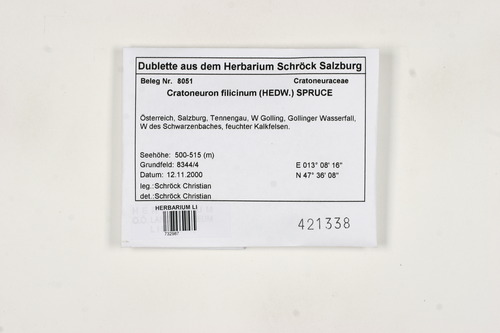 Dublette aus dem Herbarium Schröck Salzburg
Beleg Nr. 8051 Cratoneuraceae
Cratoneuron filicinum (HEDW.) SPRUCE
Österreich, Salzburg, Tennengau, W Golling, Gollinger Wasserfall,
W des Schwarzenbaches, feuchter Kalkfelsen.
Seehöhe: 500-515 (m) E 013° 08' 16"
Grundfeld: 8344/4 N 47° 36' 08"
Datum: 12.11.2000
leg.:Schröck Christian
det.:Schröck Christian
HERBARIUM LI
732987
421338